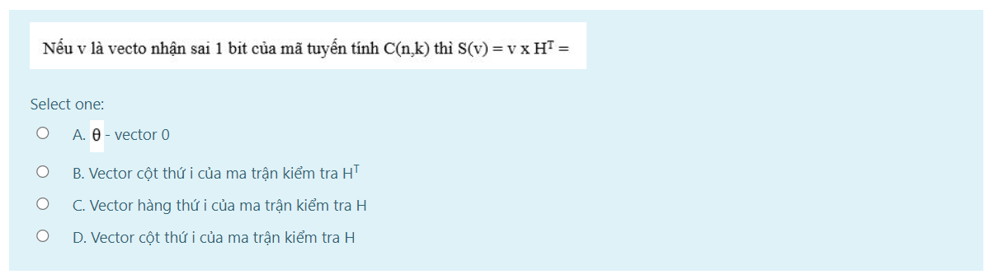 Nếu v là vecto nhận sai 1 bit của mã tuyến tính C(n,k) thì S(v) = v x Hᵀ =
Select one:
A. θ - vector 0
B. Vector cột thứ i của ma trận kiểm tra Hᵀ
C. Vector hàng thứ i của ma trận kiểm tra H
D. Vector cột thứ i của ma trận kiểm tra H